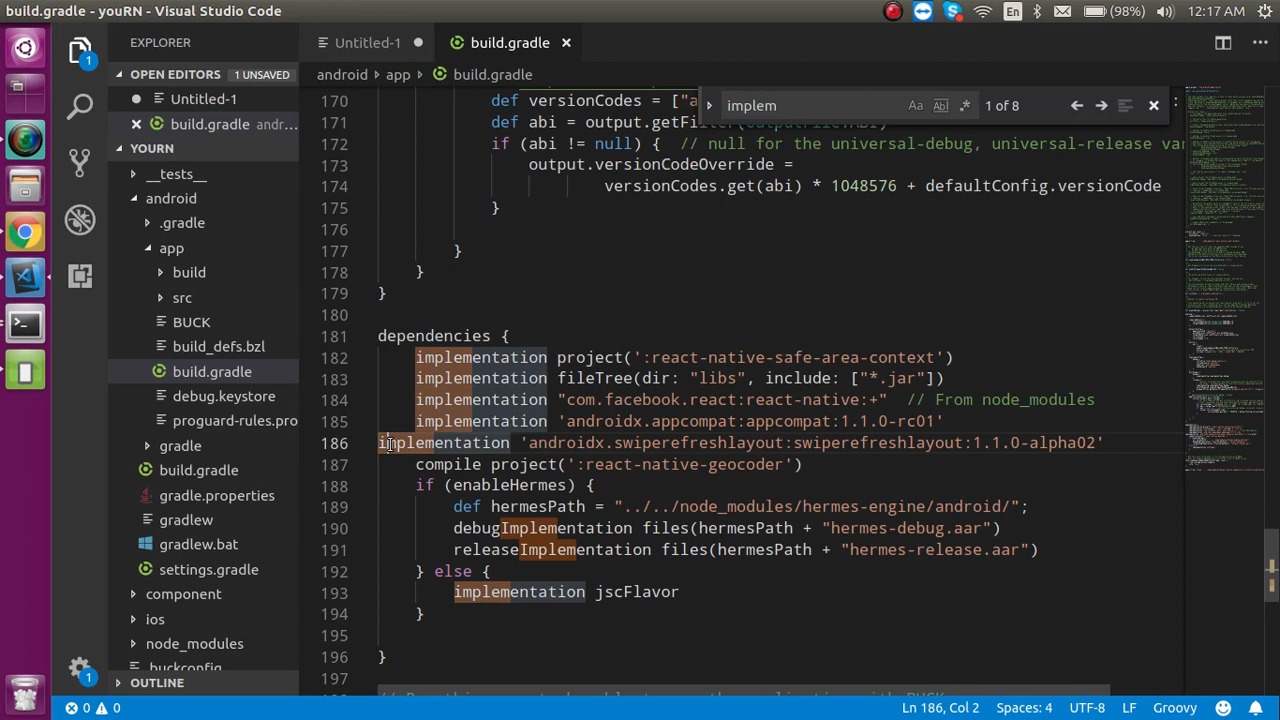 build.gradle - youRN - Visual Studio Code
En
(98%)
12:17 AM
EXPLORER
Untitled-1
build.gradle
OPEN EDITORS
1 UNSAVED
Untitled-1
build.gradle andr...
YOURN
__tests__
android
.gradle
app
build
src
BUCK
build_defs.bzl
build.gradle
debug.keystore
proguard-rules.pro
gradle
build.gradle
gradle.properties
gradlew
gradlew.bat
settings.gradle
component
ios
node_modules
.buckconfig
OUTLINE
1
1
android › app › build.gradle
implem
Aa
Abl
.*
1 of 8
170 def versionCodes = ["a
171 def abi = output.getFilter(OutputFile.ABI)
172 if (abi != null) { // null for the universal-debug, universal-release var
173 output.versionCodeOverride =
174 versionCodes.get(abi) * 1048576 + defaultConfig.versionCode
175 }
176
177 }
178 }
179 }
180
181 dependencies {
182 implementation project(':react-native-safe-area-context')
183 implementation fileTree(dir: "libs", include: ["*.jar"])
184 implementation "com.facebook.react:react-native:+" // From node_modules
185 implementation 'androidx.appcompat:appcompat:1.1.0-rc01'
186 implementation 'androidx.swiperefreshlayout:swiperefreshlayout:1.1.0-alpha02'
187 compile project(':react-native-geocoder')
188 if (enableHermes) {
189 def hermesPath = "../../node_modules/hermes-engine/android/";
190 debugImplementation files(hermesPath + "hermes-debug.aar")
191 releaseImplementation files(hermesPath + "hermes-release.aar")
192 } else {
193 implementation jscFlavor
194 }
195
196 }
197
0 0
Ln 186, Col 2
Spaces: 4
UTF-8
LF
Groovy